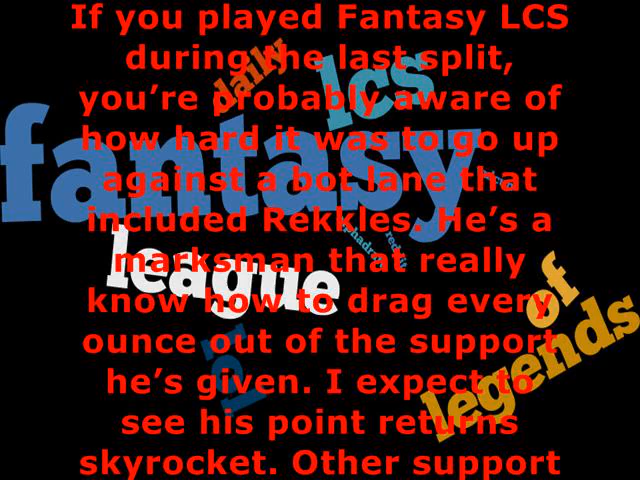 If you played Fantasy LCS
during the last split,
you're probably aware of
how hard it was to go up
against a bot lane that
included Rekkles. He's a
marksman that really
know how to drag every
ounce out of the support
he's given. I expect to
see his point returns
skyrocket. Other support
daily
lcs
fantasy
league
of
legends